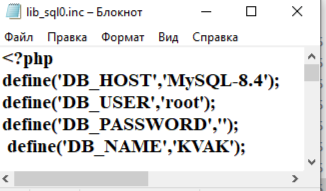 lib_sql0.inc – Блокнот
Файл Правка Формат Вид Справка
<?php
define('DB_HOST','MySQL-8.4');
define('DB_USER','root');
define('DB_PASSWORD','');
define('DB_NAME','KVAK');